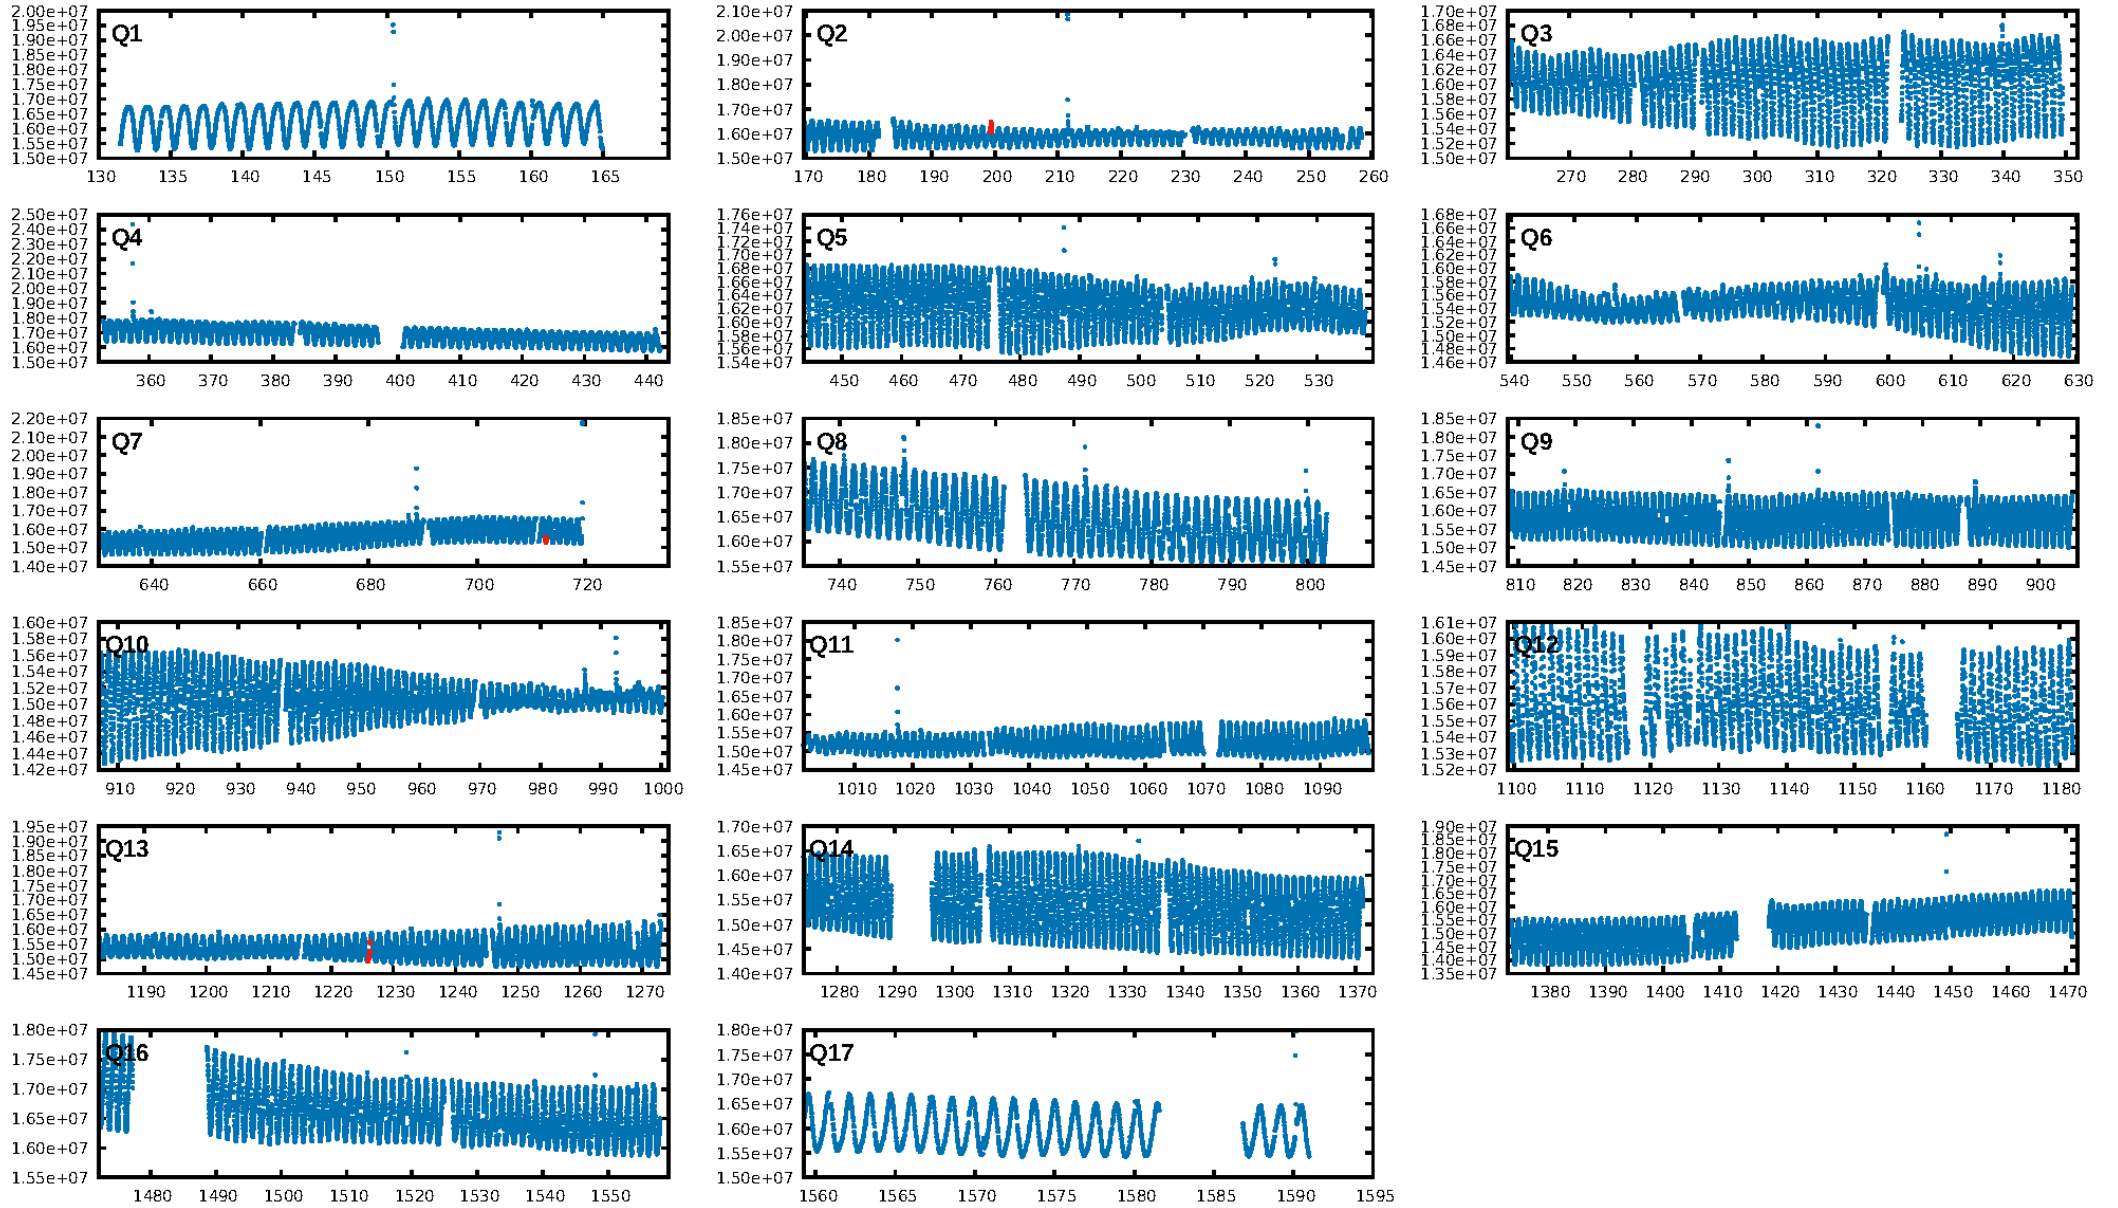 2.00e+07 1.95e+07 1.90e+07 1.85e+07 1.80e+07 1.75e+07 1.70e+07 1.65e+07 1.60e+07 1.55e+07 1.50e+07
Q1
130 135 140 145 150 155 160 165
2.10e+07 2.00e+07 1.90e+07 1.80e+07 1.70e+07 1.60e+07 1.50e+07
Q2
170 180 190 200 210 220 230 240 250 260
1.70e+07 1.68e+07 1.66e+07 1.64e+07 1.62e+07 1.60e+07 1.58e+07 1.56e+07 1.54e+07 1.52e+07 1.50e+07
Q3
270 280 290 300 310 320 330 340 350
2.50e+07 2.40e+07 2.30e+07 2.20e+07 2.10e+07 2.00e+07 1.90e+07 1.80e+07 1.70e+07 1.60e+07 1.50e+07
Q4
360 370 380 390 400 410 420 430 440
1.76e+07 1.74e+07 1.72e+07 1.70e+07 1.68e+07 1.66e+07 1.64e+07 1.62e+07 1.60e+07 1.58e+07 1.56e+07 1.54e+07
Q5
450 460 470 480 490 500 510 520 530
1.68e+07 1.66e+07 1.64e+07 1.62e+07 1.60e+07 1.58e+07 1.56e+07 1.54e+07 1.52e+07 1.50e+07 1.48e+07 1.46e+07
Q6
540 550 560 570 580 590 600 610 620 630
2.20e+07 2.10e+07 2.00e+07 1.90e+07 1.80e+07 1.70e+07 1.60e+07 1.50e+07 1.40e+07
Q7
640 660 680 700 720
1.85e+07 1.80e+07 1.75e+07 1.70e+07 1.65e+07 1.60e+07 1.55e+07
Q8
740 750 760 770 780 790 800
1.85e+07 1.80e+07 1.75e+07 1.70e+07 1.65e+07 1.60e+07 1.55e+07 1.50e+07 1.45e+07
Q9
810 820 830 840 850 860 870 880 890 900
1.60e+07 1.58e+07 1.56e+07 1.54e+07 1.52e+07 1.50e+07 1.48e+07 1.46e+07 1.44e+07 1.42e+07
Q10
910 920 930 940 950 960 970 980 990 1000
1.85e+07 1.80e+07 1.75e+07 1.70e+07 1.65e+07 1.60e+07 1.55e+07 1.50e+07 1.45e+07
Q11
1010 1020 1030 1040 1050 1060 1070 1080 1090
1.61e+07 1.60e+07 1.59e+07 1.58e+07 1.57e+07 1.56e+07 1.55e+07 1.54e+07 1.53e+07 1.52e+07
Q12
1100 1110 1120 1130 1140 1150 1160 1170 1180
1.95e+07 1.90e+07 1.85e+07 1.80e+07 1.75e+07 1.70e+07 1.65e+07 1.60e+07 1.55e+07 1.50e+07 1.45e+07
Q13
1190 1200 1210 1220 1230 1240 1250 1260 1270
1.70e+07 1.65e+07 1.60e+07 1.55e+07 1.50e+07 1.45e+07 1.40e+07
Q14
1280 1290 1300 1310 1320 1330 1340 1350 1360 1370
1.90e+07 1.85e+07 1.80e+07 1.75e+07 1.70e+07 1.65e+07 1.60e+07 1.55e+07 1.50e+07 1.45e+07 1.40e+07 1.35e+07
Q15
1380 1390 1400 1410 1420 1430 1440 1450 1460 1470
1.80e+07 1.75e+07 1.70e+07 1.65e+07 1.60e+07 1.55e+07
Q16
1480 1490 1500 1510 1520 1530 1540 1550
1.80e+07 1.75e+07 1.70e+07 1.65e+07 1.60e+07 1.55e+07 1.50e+07
Q17
1560 1565 1570 1575 1580 1585 1590 1595